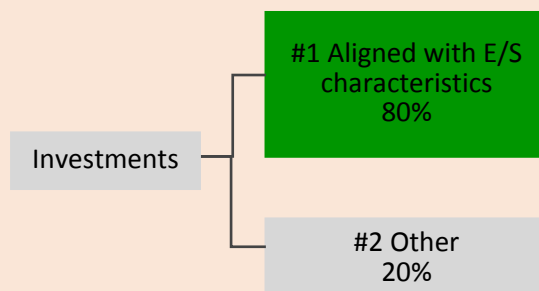 #1 Aligned with E/S
characteristics
80%
Investments
#2 Other
20%